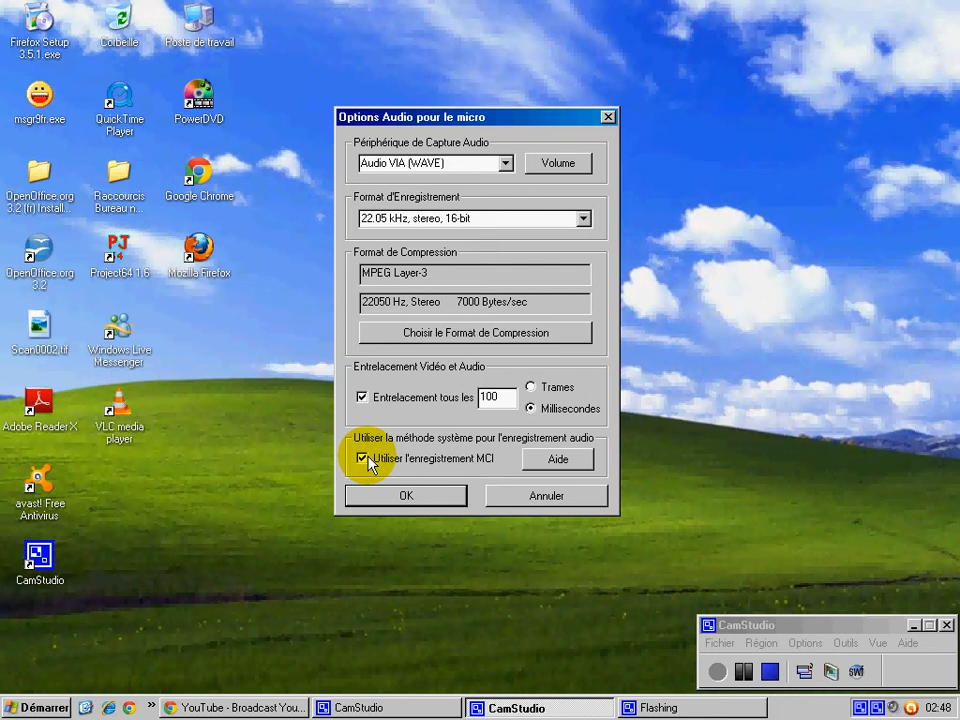 Firefox Setup
3.5.1.exe
Corbeille
Poste de travail
msgr9fr.exe
QuickTime
Player
PowerDVD
OpenOffice.org
3.2 (fr) Install...
Raccourcis
Bureau n...
Google Chrome
OpenOffice.org
3.2
Project64 1.6
Mozilla Firefox
Scan0002.tif
Windows Live
Messenger
Adobe Reader X
VLC media
player
avast! Free
Antivirus
CamStudio
Options Audio pour le micro
Périphérique de Capture Audio
Audio VIA (WAVE)
Volume
Format d'Enregistrement
22.05 kHz, stereo, 16-bit
Format de Compression
MPEG Layer-3
22050 Hz, Stereo 7000 Bytes/sec
Choisir le Format de Compression
Entrelacement Vidéo et Audio
Entrelacement tous les 100
Trames
Millisecondes
Utiliser la méthode système pour l'enregistrement audio
Utiliser l'enregistrement MCI
Aide
OK
Annuler
CamStudio
Fichier Région Options Outils Vue Aide
SWF
Démarrer
YouTube - Broadcast You...
CamStudio
CamStudio
Flashing
02:48